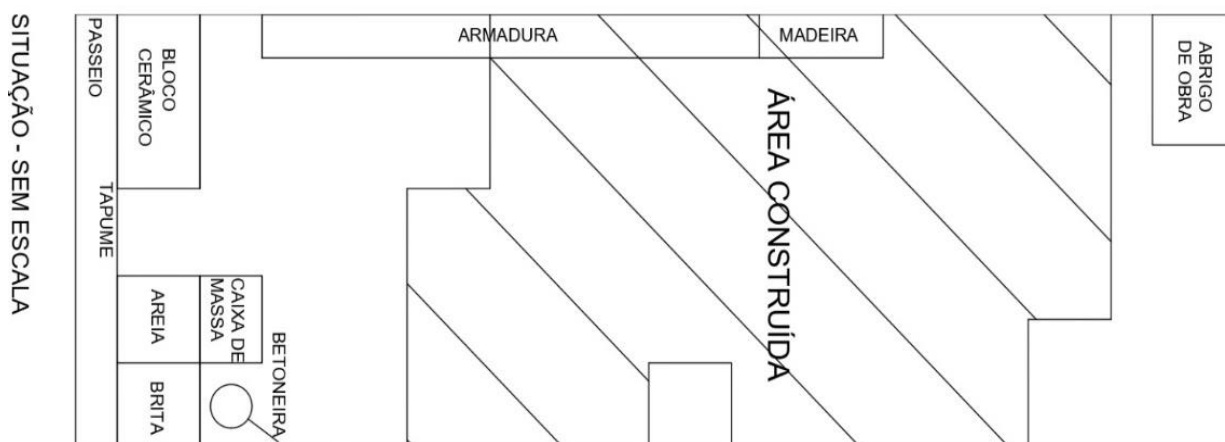 SITUAÇÃO - SEM ESCALA
PASSEIO
TAPUME
BLOCO
CERÂMICO
AREIA
BRITA
CAIXA DE
MASSA
BETONEIRA
ARMADURA
MADEIRA
ÁREA CONSTRUÍDA
ABRIGO
DE OBRA